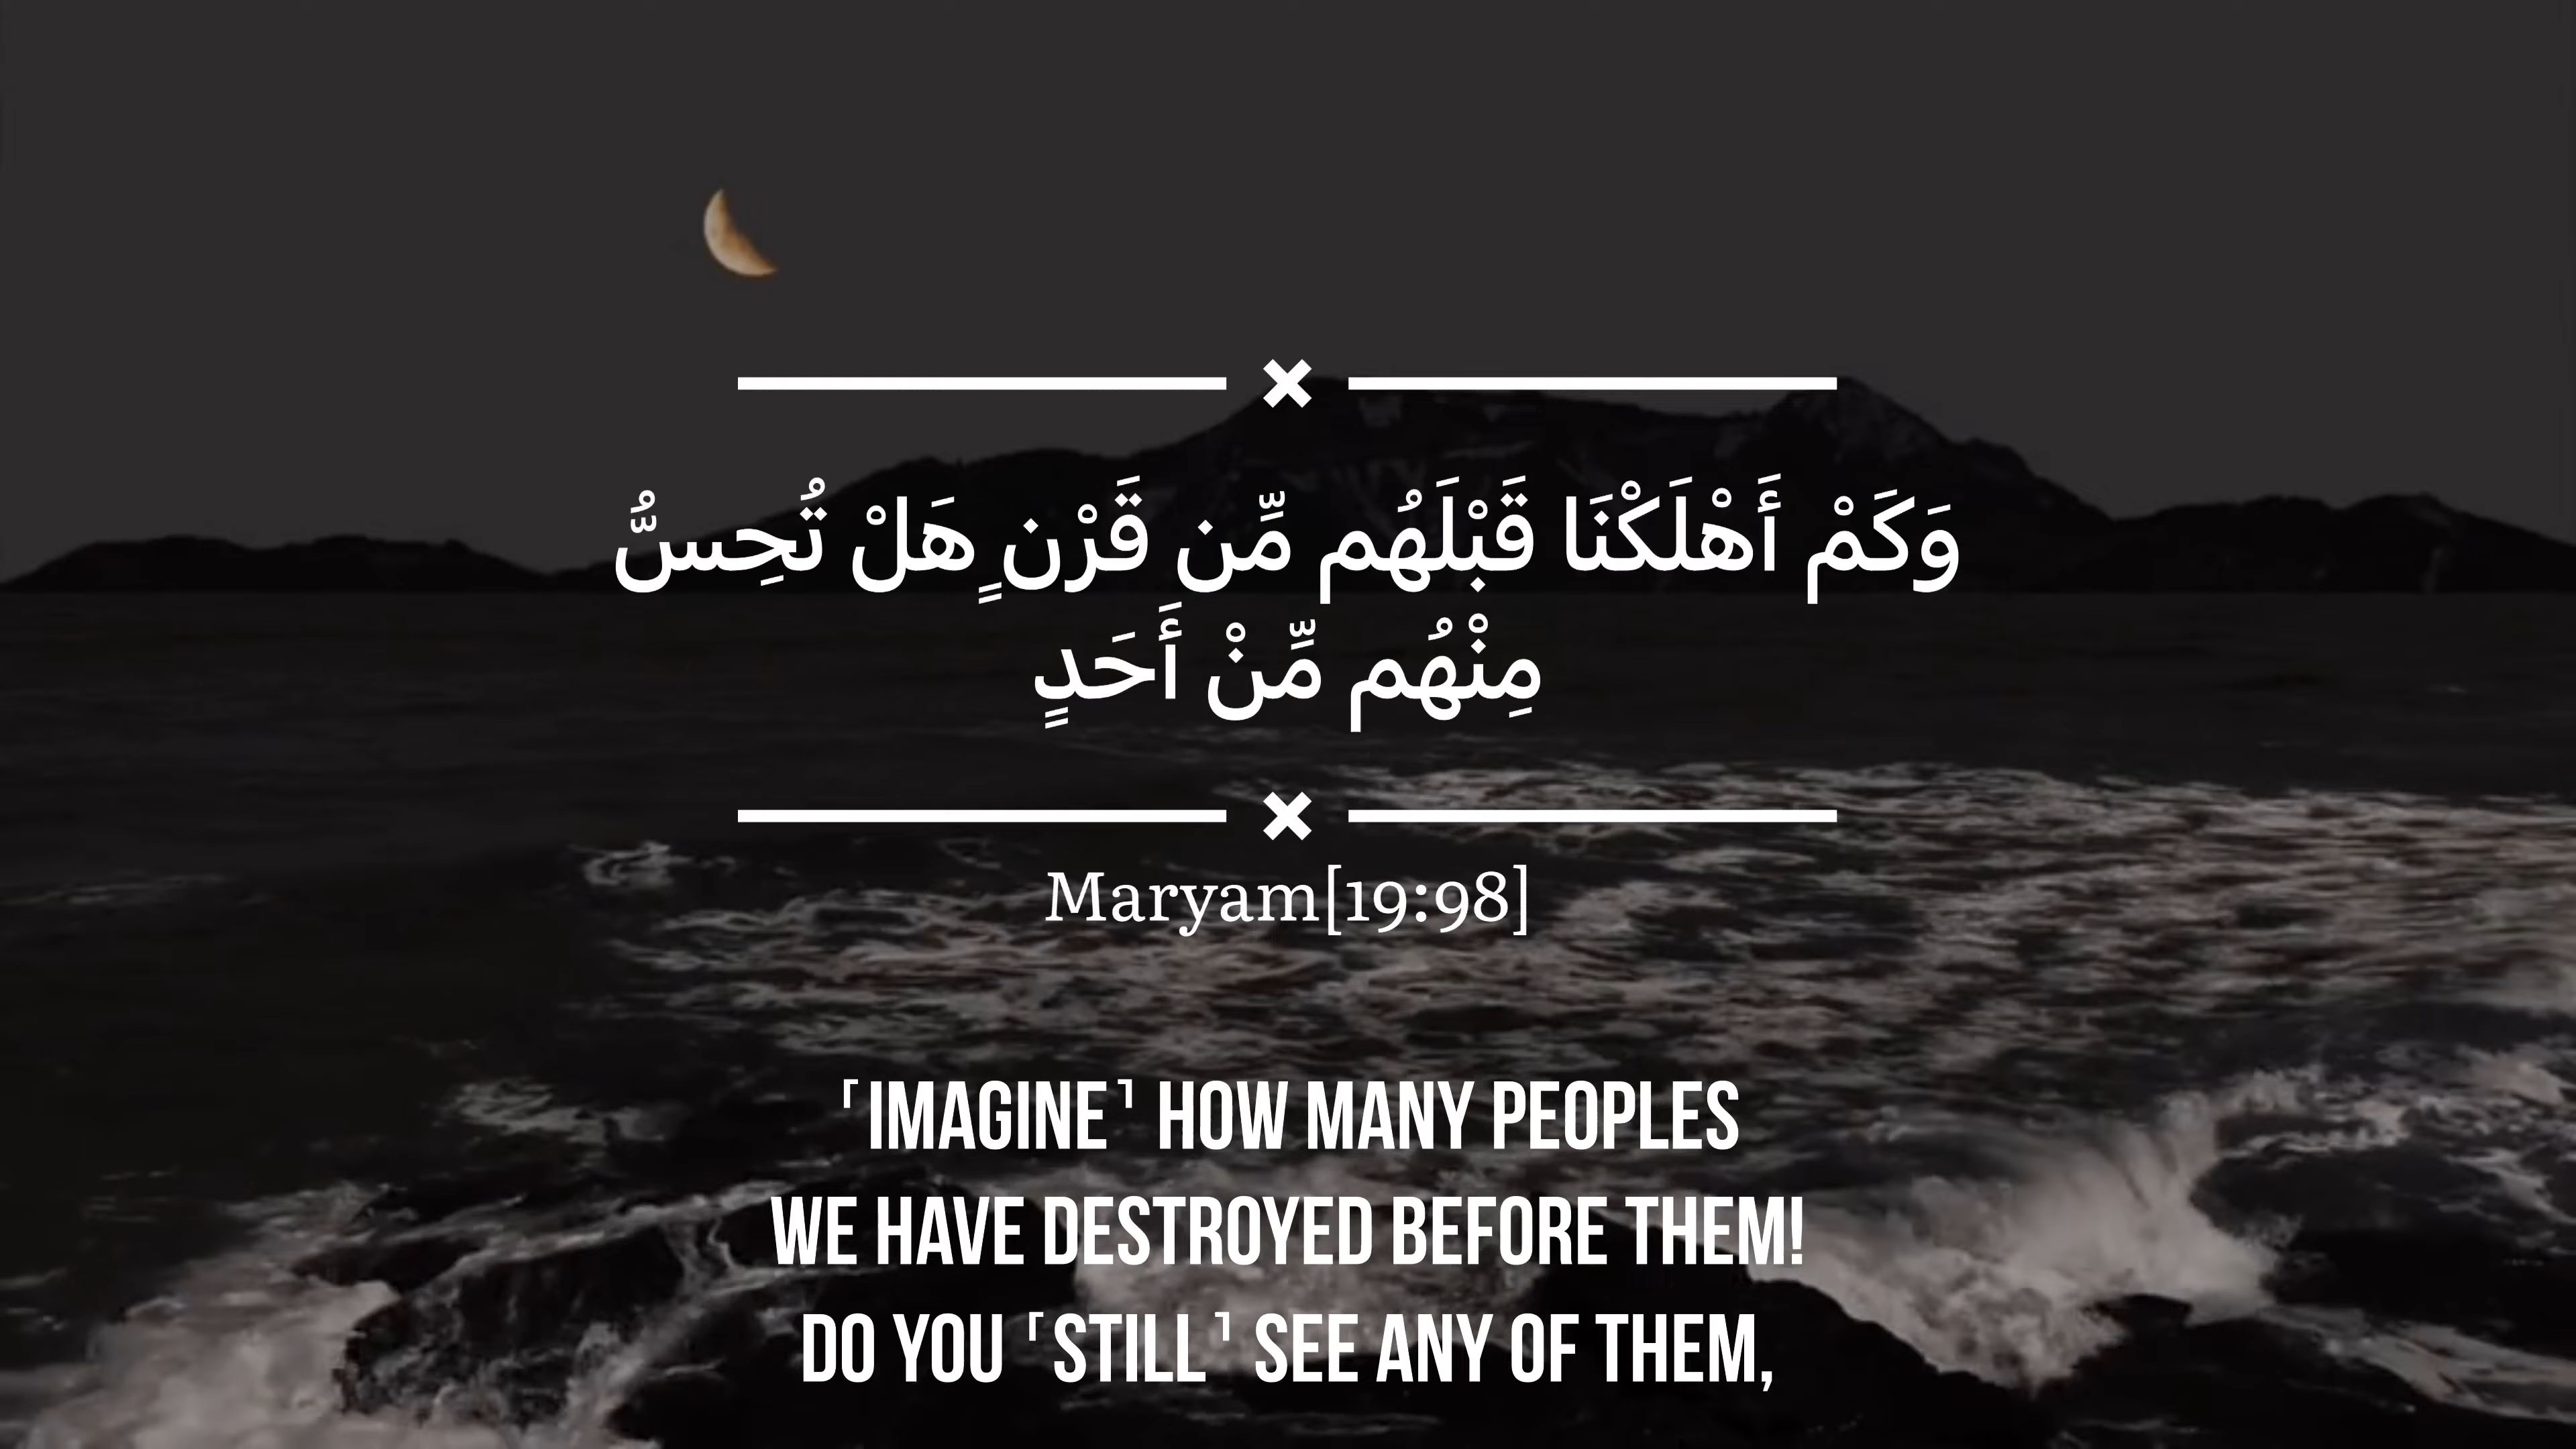 وَكَمْ أَهْلَكْنَا قَبْلَهُم مِّن قَرْن ٍهَلْ تُحِسُّ
مِنْهُم مِّنْ أَحَدٍ
Maryam[19:98]
⸢IMAGINE⸣ HOW MANY PEOPLES
WE HAVE DESTROYED BEFORE THEM!
DO YOU ⸢STILL⸣ SEE ANY OF THEM,